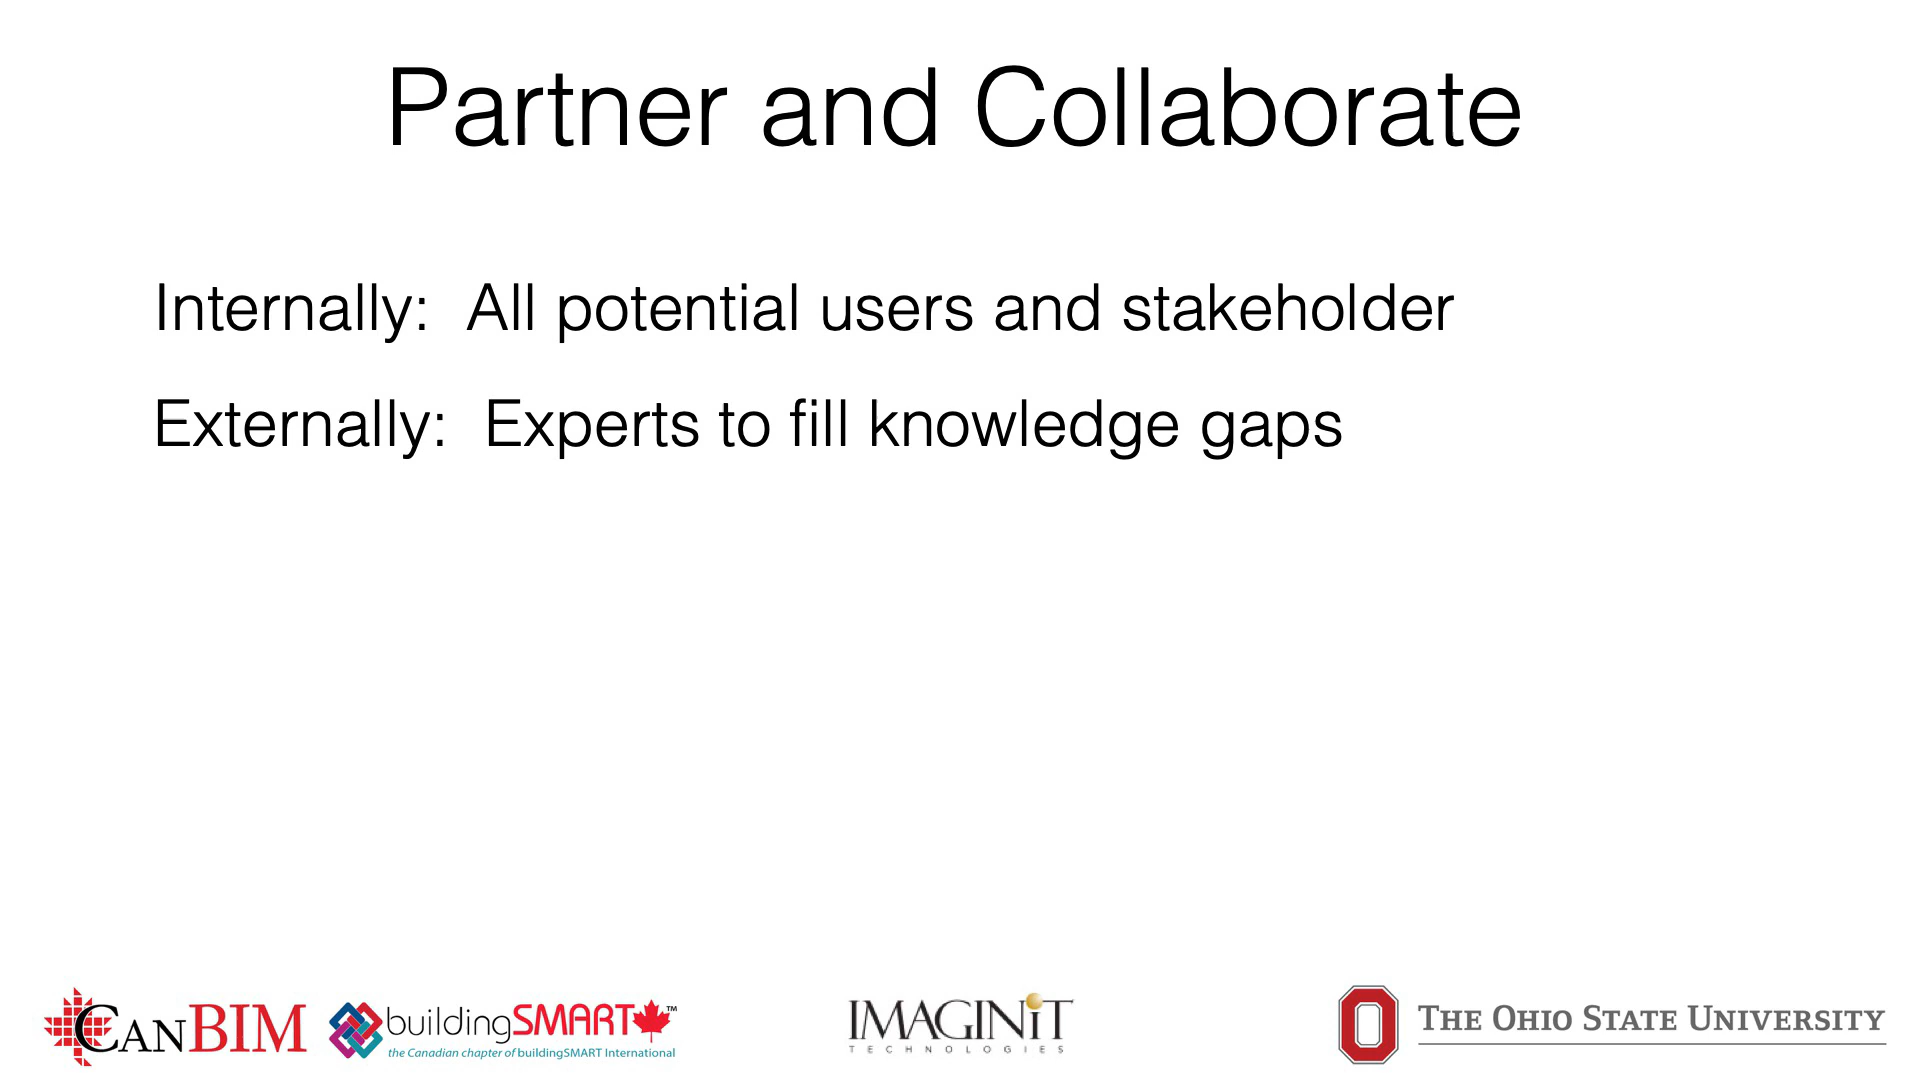 Partner and Collaborate
Internally:  All potential users and stakeholder
Externally:  Experts to fill knowledge gaps
CANBIM
buildingSMART™
the Canadian chapter of buildingSMART International
IMAGINiT
TECHNOLOGIES
THE OHIO STATE UNIVERSITY